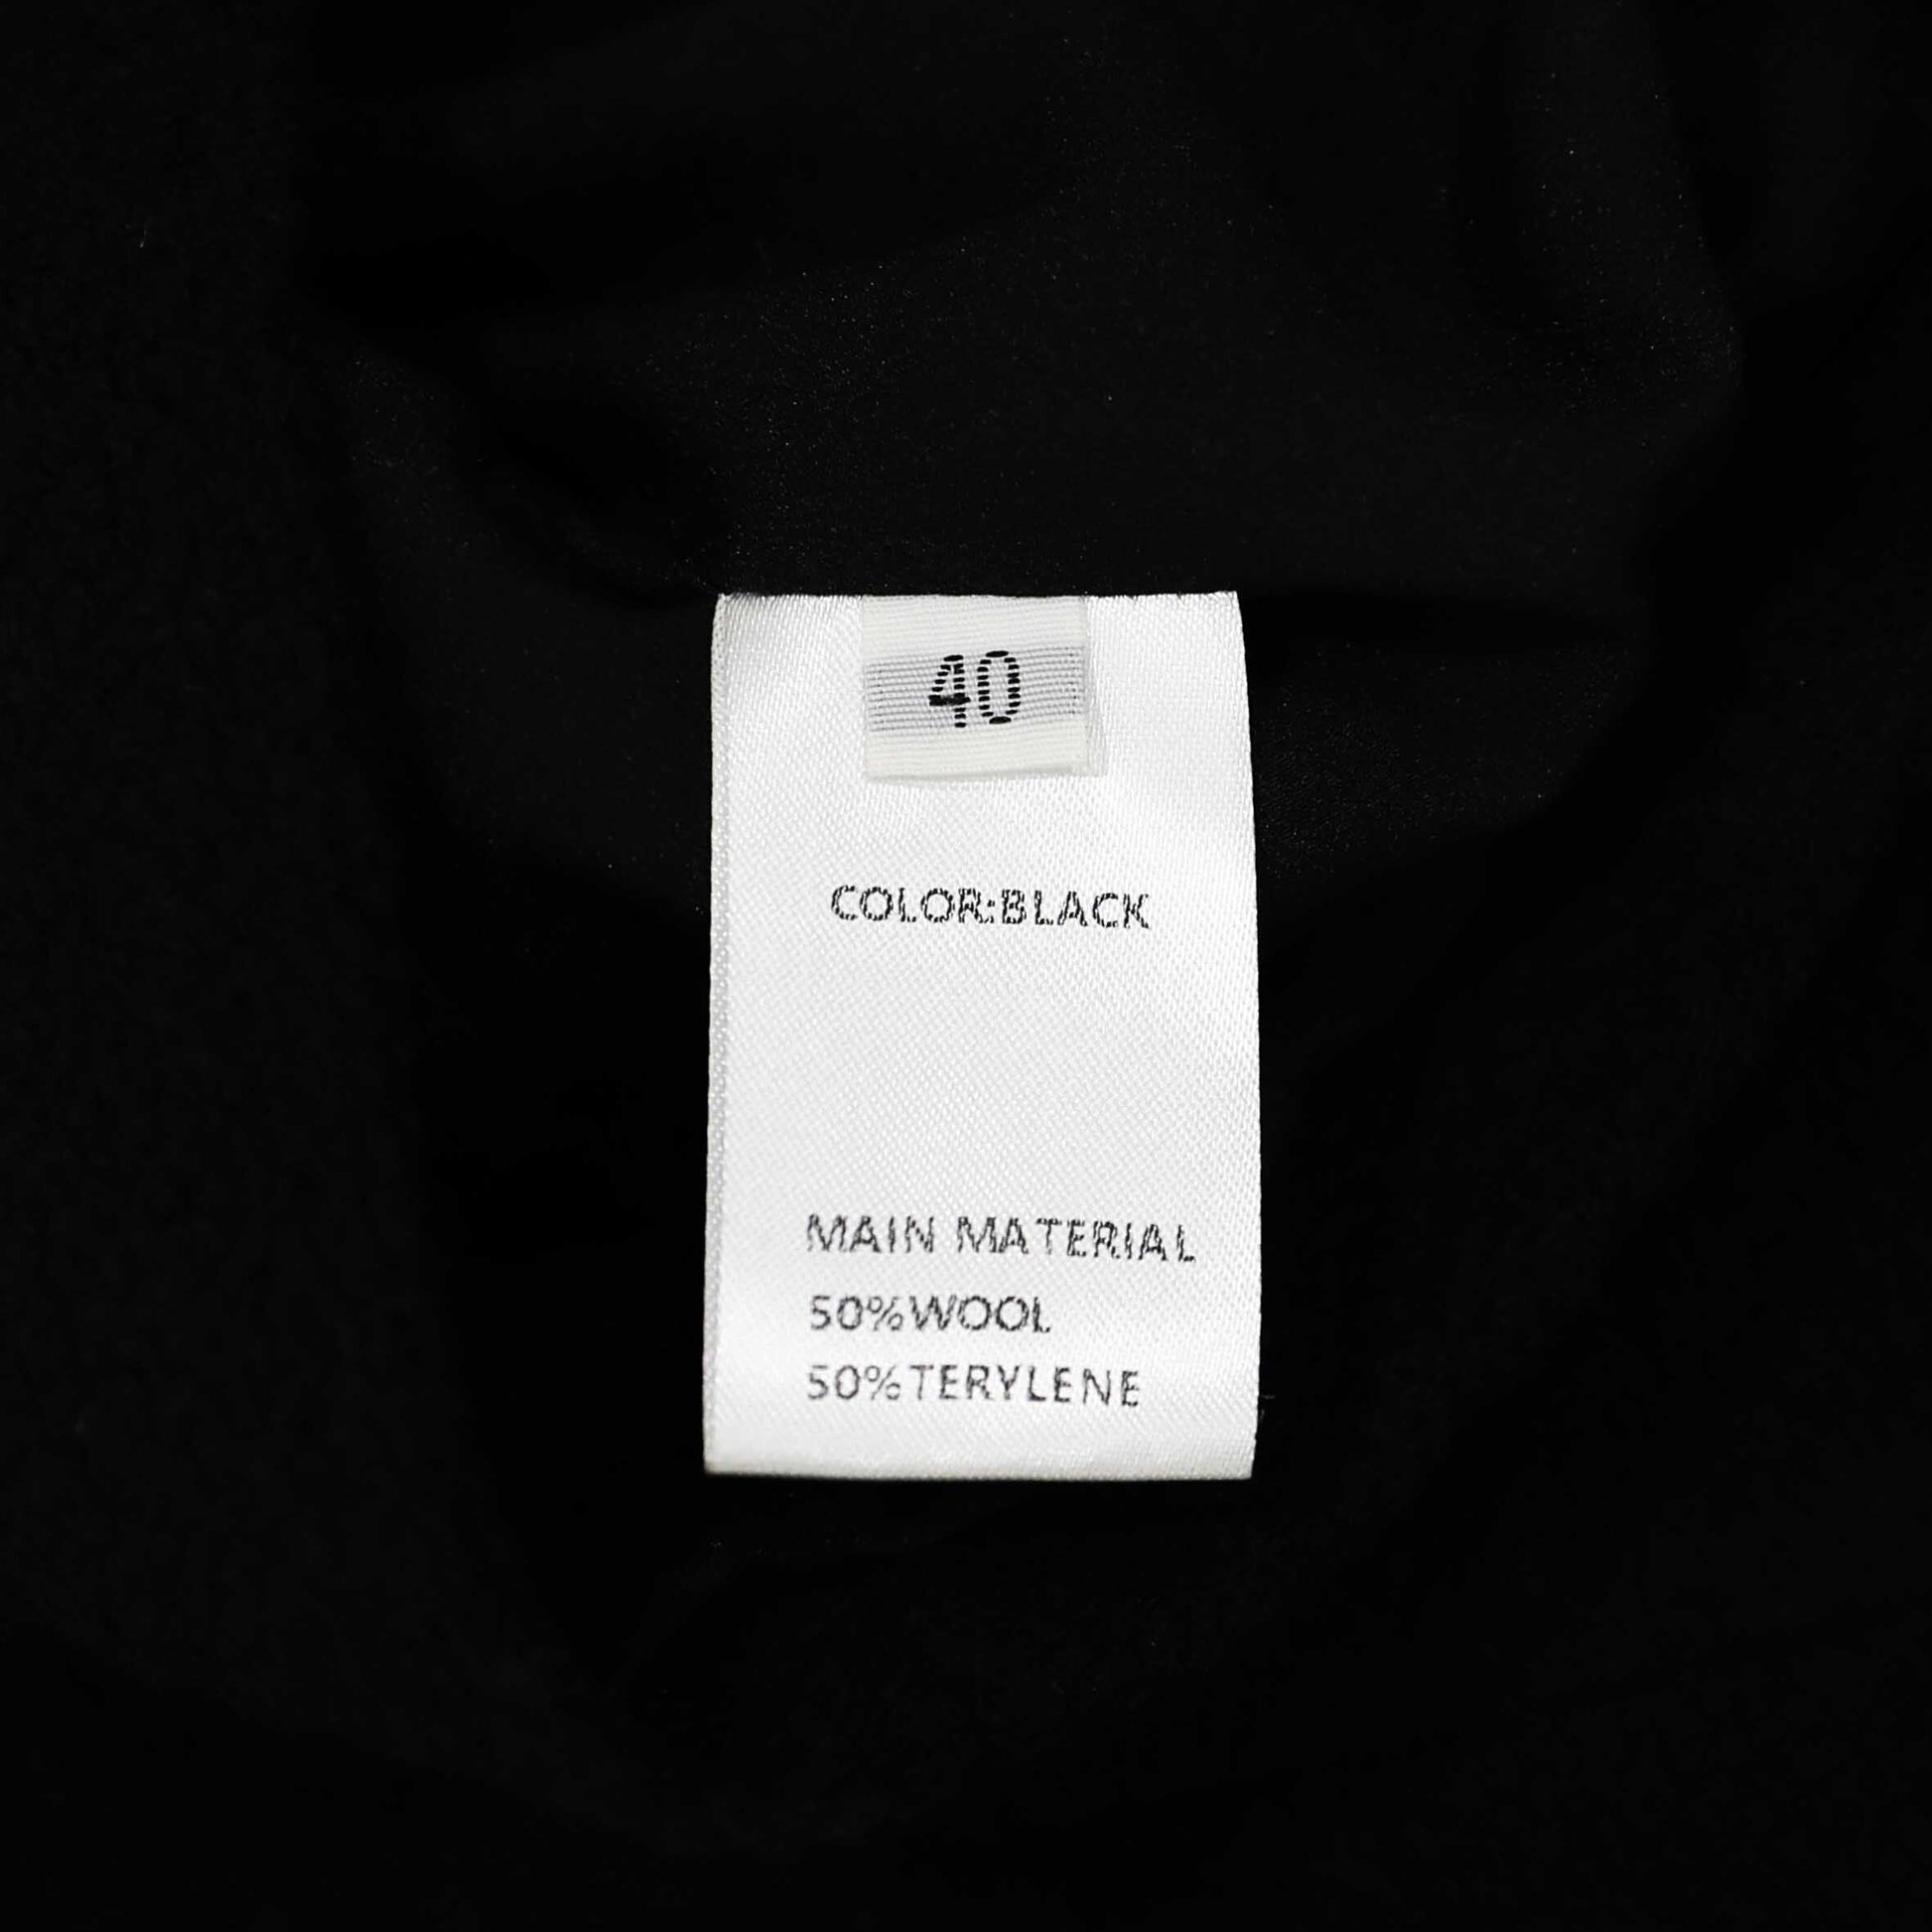 40
COLOR:BLACK
MAIN MATERIAL
50%WOOL
50%TERYLENE